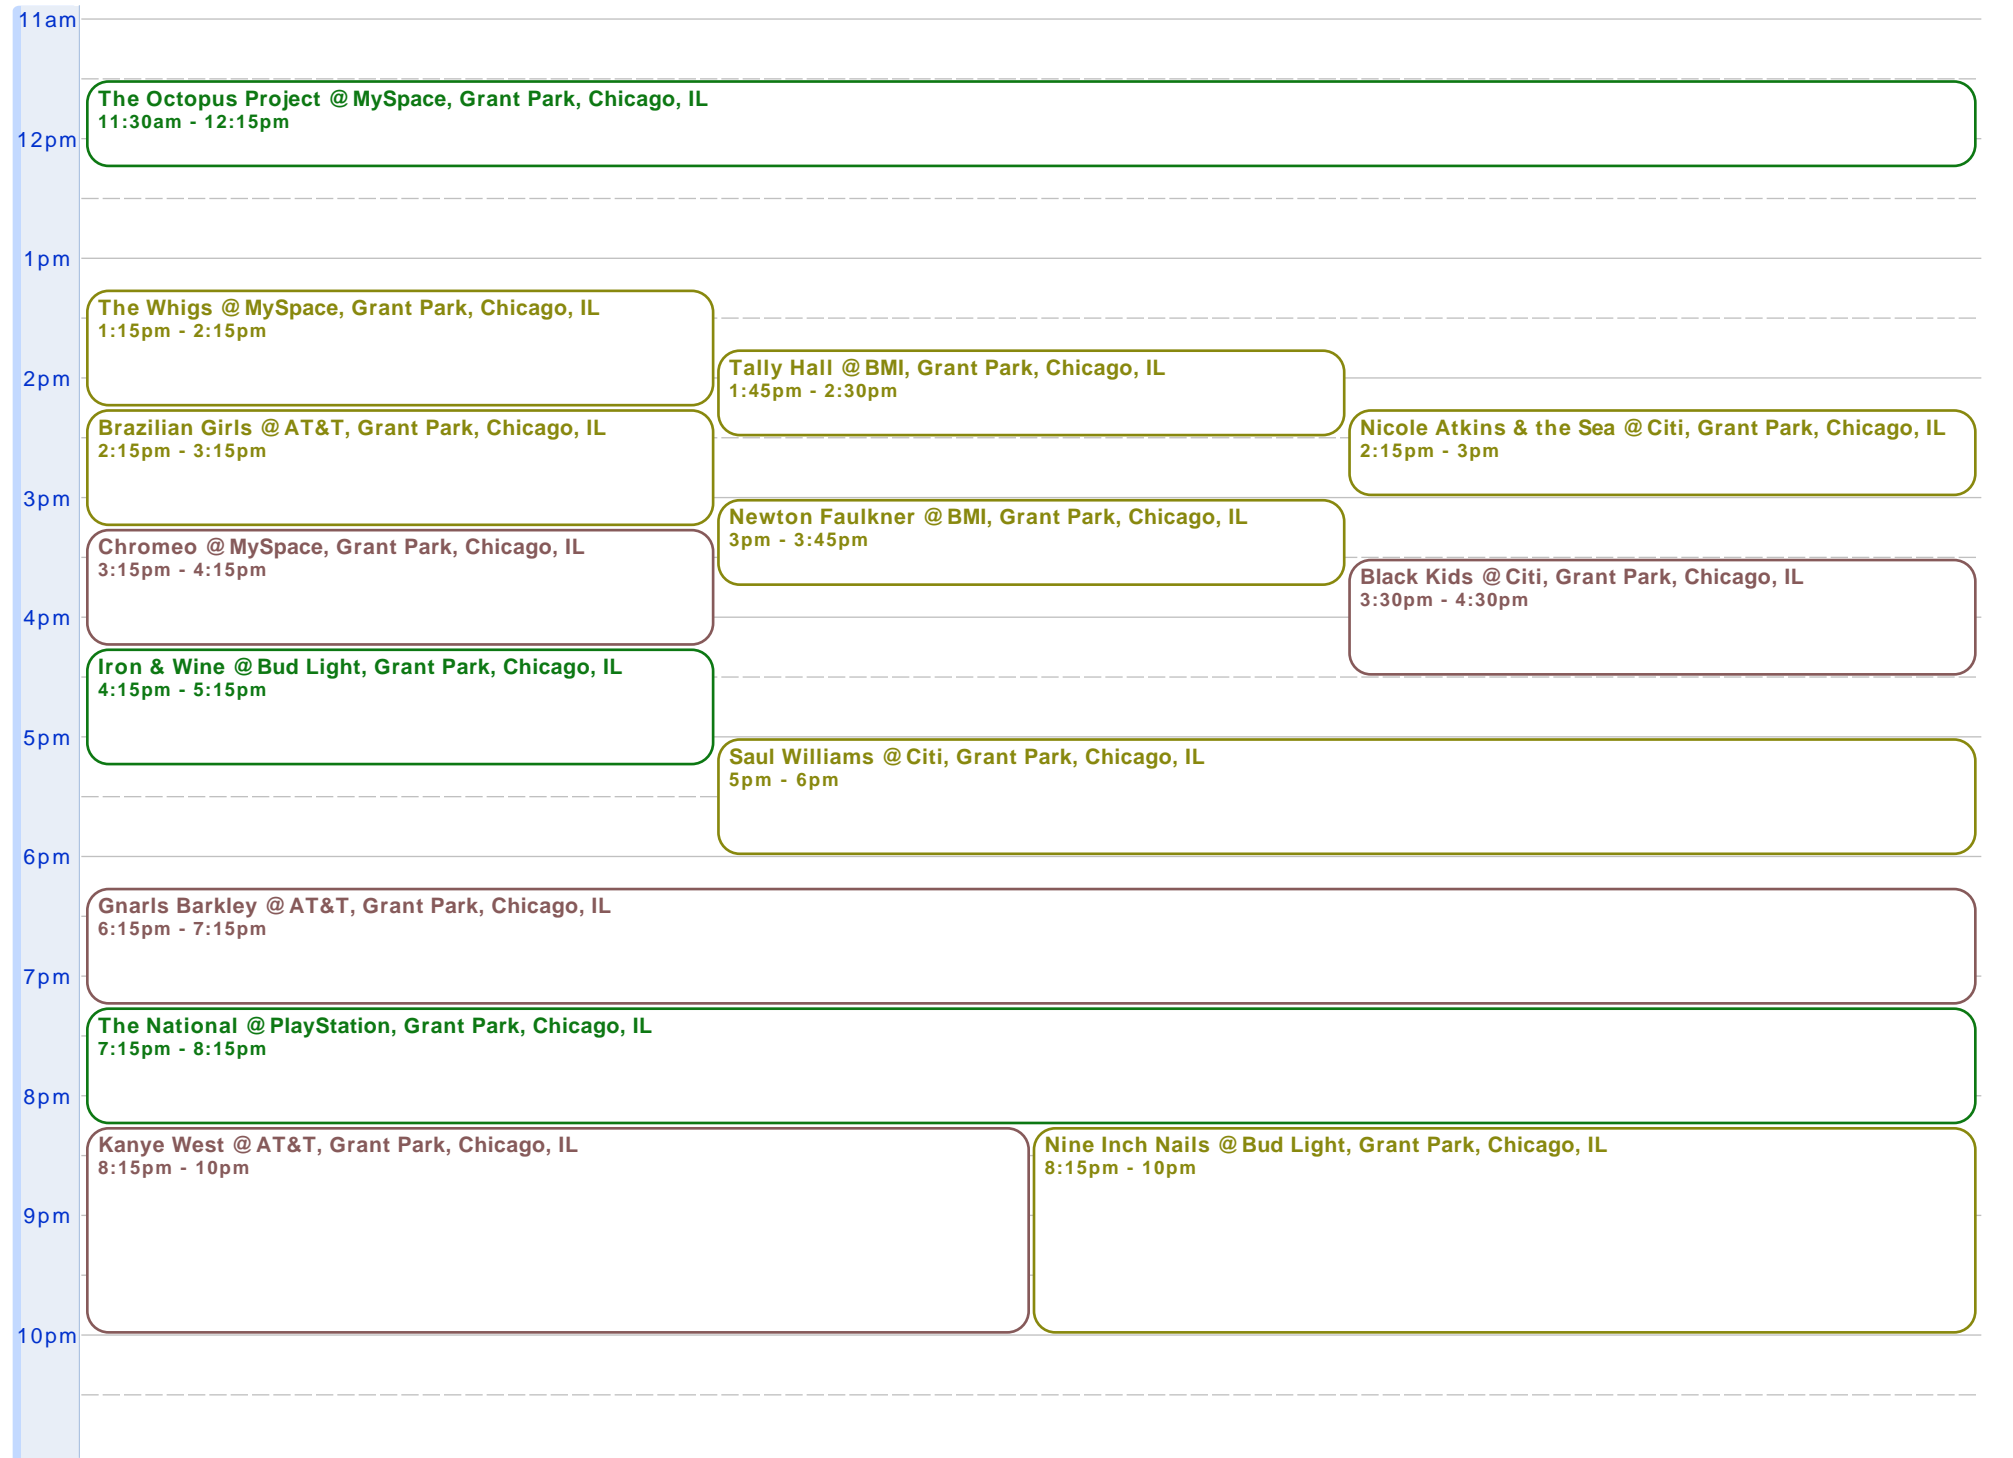 11am
The Octopus Project @ MySpace, Grant Park, Chicago, IL
11:30am - 12:15pm
12pm
1pm
The Whigs @ MySpace, Grant Park, Chicago, IL
1:15pm - 2:15pm
Tally Hall @ BMI, Grant Park, Chicago, IL
1:45pm - 2:30pm
2pm
Brazilian Girls @ AT&T, Grant Park, Chicago, IL
2:15pm - 3:15pm
Nicole Atkins & the Sea @ Citi, Grant Park, Chicago, IL
2:15pm - 3pm
3pm
Newton Faulkner @ BMI, Grant Park, Chicago, IL
3pm - 3:45pm
Chromeo @ MySpace, Grant Park, Chicago, IL
3:15pm - 4:15pm
Black Kids @ Citi, Grant Park, Chicago, IL
3:30pm - 4:30pm
4pm
Iron & Wine @ Bud Light, Grant Park, Chicago, IL
4:15pm - 5:15pm
5pm
Saul Williams @ Citi, Grant Park, Chicago, IL
5pm - 6pm
6pm
Gnarls Barkley @ AT&T, Grant Park, Chicago, IL
6:15pm - 7:15pm
7pm
The National @ PlayStation, Grant Park, Chicago, IL
7:15pm - 8:15pm
8pm
Kanye West @ AT&T, Grant Park, Chicago, IL
8:15pm - 10pm
Nine Inch Nails @ Bud Light, Grant Park, Chicago, IL
8:15pm - 10pm
9pm
10pm